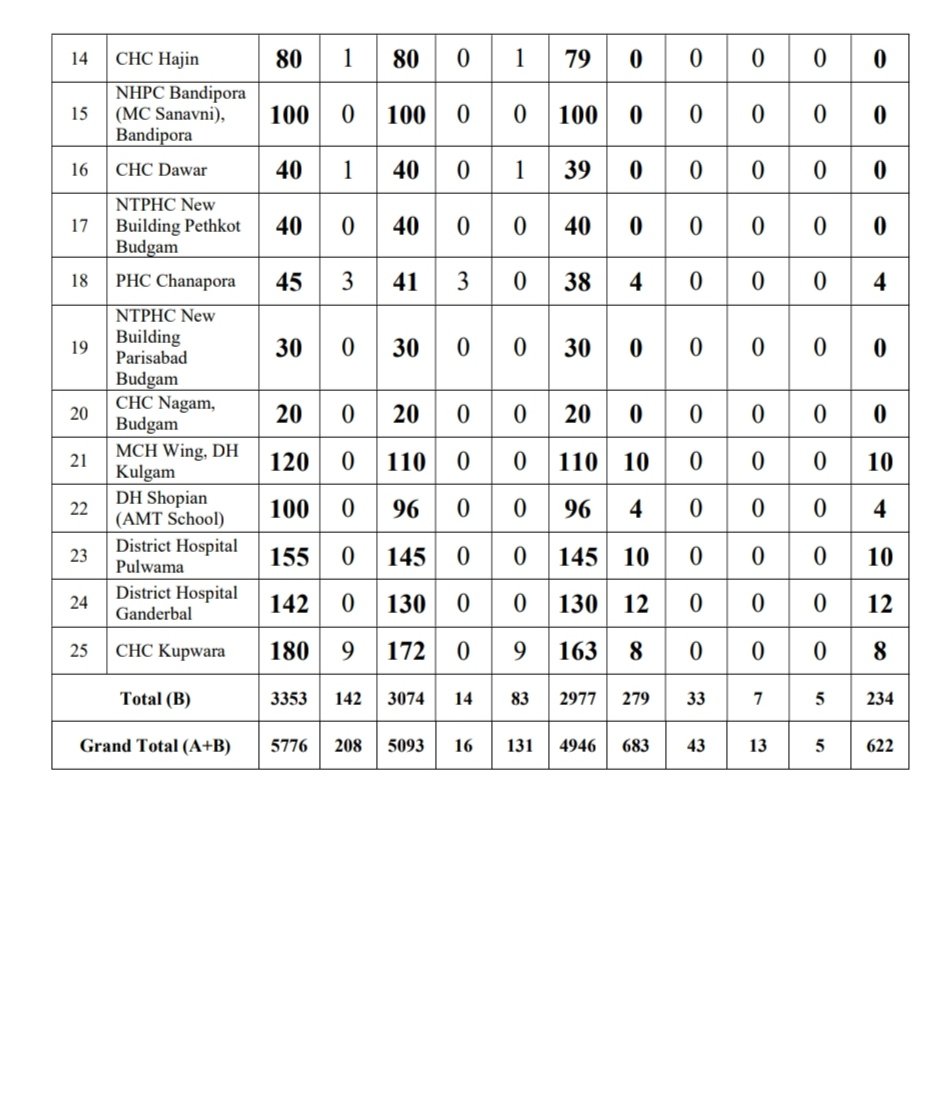 14 CHC Hajin 80 1 80 0 1 79 0 0 0 0 0
NHPC Bandipora
15 (MC Sanavni), 100 0 100 0 0 100 0 0 0 0 0
Bandipora
16 CHC Dawar 40 1 40 0 1 39 0 0 0 0 0
NTPHC New
17 Building Pethkot 40 0 40 0 0 40 0 0 0 0 0
Budgam
18 PHC Chanapora 45 3 41 3 0 38 4 0 0 0 4
NTPHC New
Building
19 30 0 30 0 0 30 0 0 0 0 0
Parisabad
Budgam
CHC Nagam,
20 20 0 20 0 0 20 0 0 0 0 0
Budgam
MCH Wing, DH
21 120 0 110 0 0 110 10 0 0 0 10
Kulgam
DH Shopian
22 100 0 96 0 0 96 4 0 0 0 4
(AMT School)
District Hospital
23 155 0 145 0 0 145 10 0 0 0 10
Pulwama
District Hospital
24 142 0 130 0 0 130 12 0 0 0 12
Ganderbal
25 CHC Kupwara 180 9 172 0 9 163 8 0 0 0 8
Total (B) 3353 142 3074 14 83 2977 279 33 7 5 234
Grand Total (A+B) 5776 208 5093 16 131 4946 683 43 13 5 622